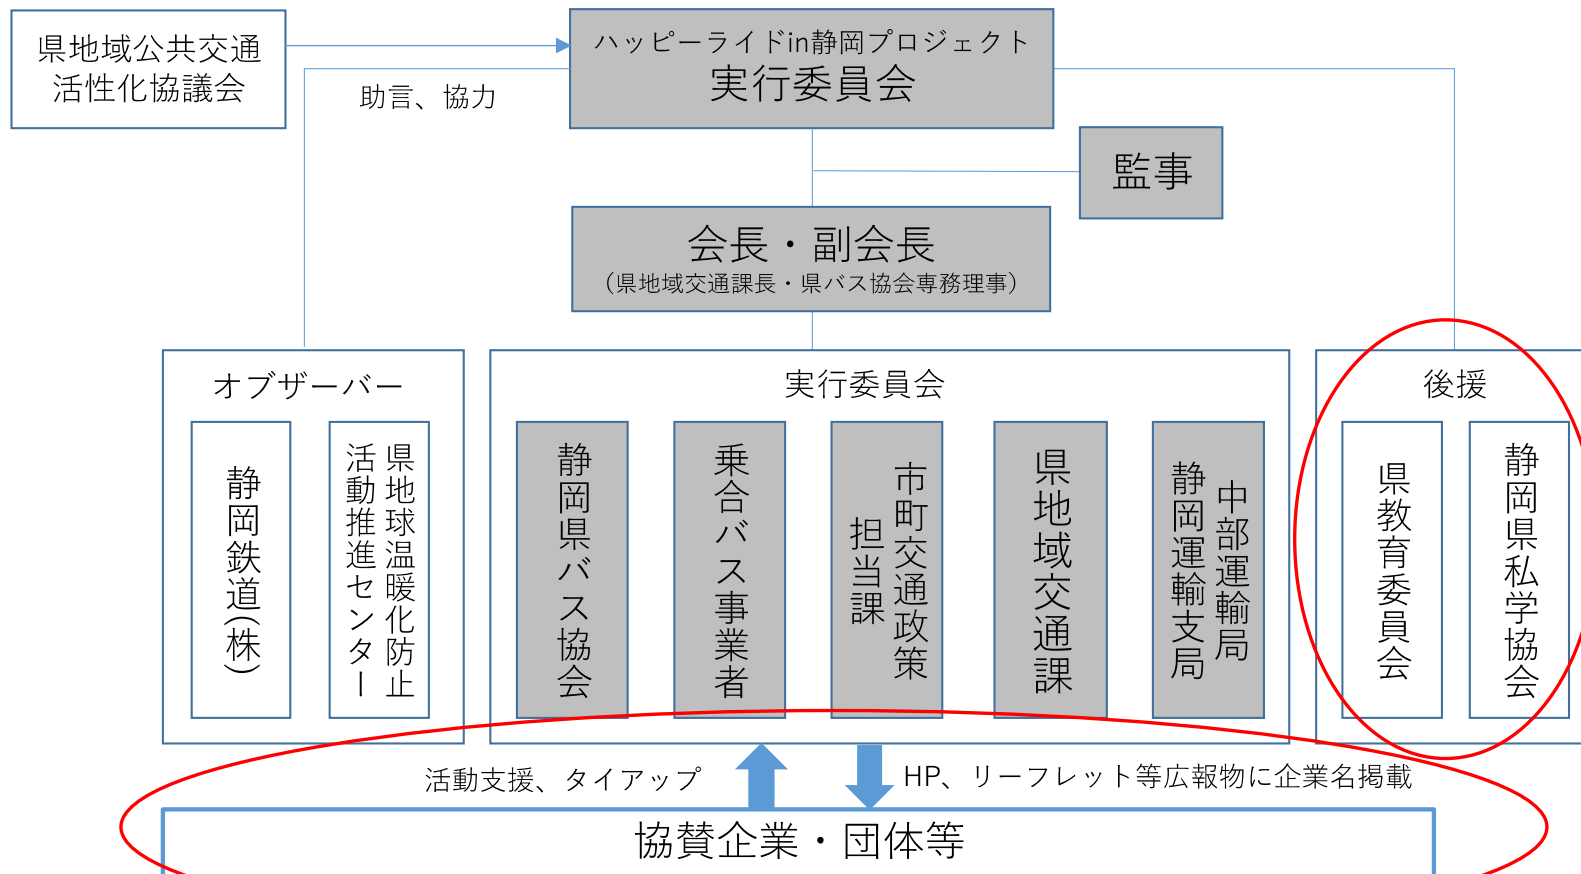 県地域公共交通
活性化協議会
ハッピーライドin静岡プロジェクト
実行委員会
助言、協力
監事
会長・副会長
（県地域交通課長・県バス協会専務理事）
オブザーバー
静岡鉄道(株)
県地球温暖化防止
活動推進センター
実行委員会
静岡県バス協会
乗合バス事業者
市町交通政策
担当課
県地域交通課
中部運輸局
静岡運輸支局
後援
県教育委員会
静岡県私学協会
活動支援、タイアップ
HP、リーフレット等広報物に企業名掲載
協賛企業・団体等